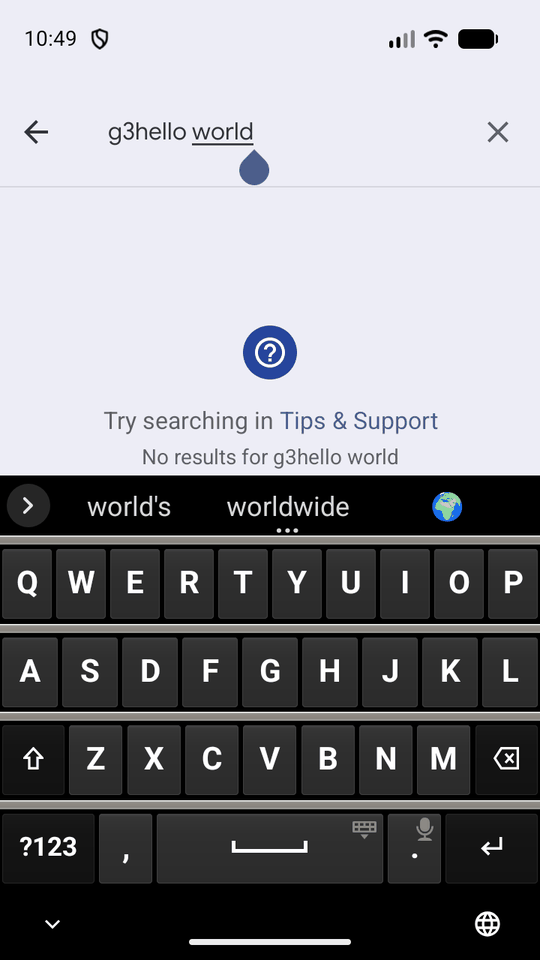 10:49
g3hello world
Try searching in Tips & Support
No results for g3hello world
world's worldwide
Q W E R T Y U I O P
A S D F G H J K L
Z X C V B N M
?123 , .